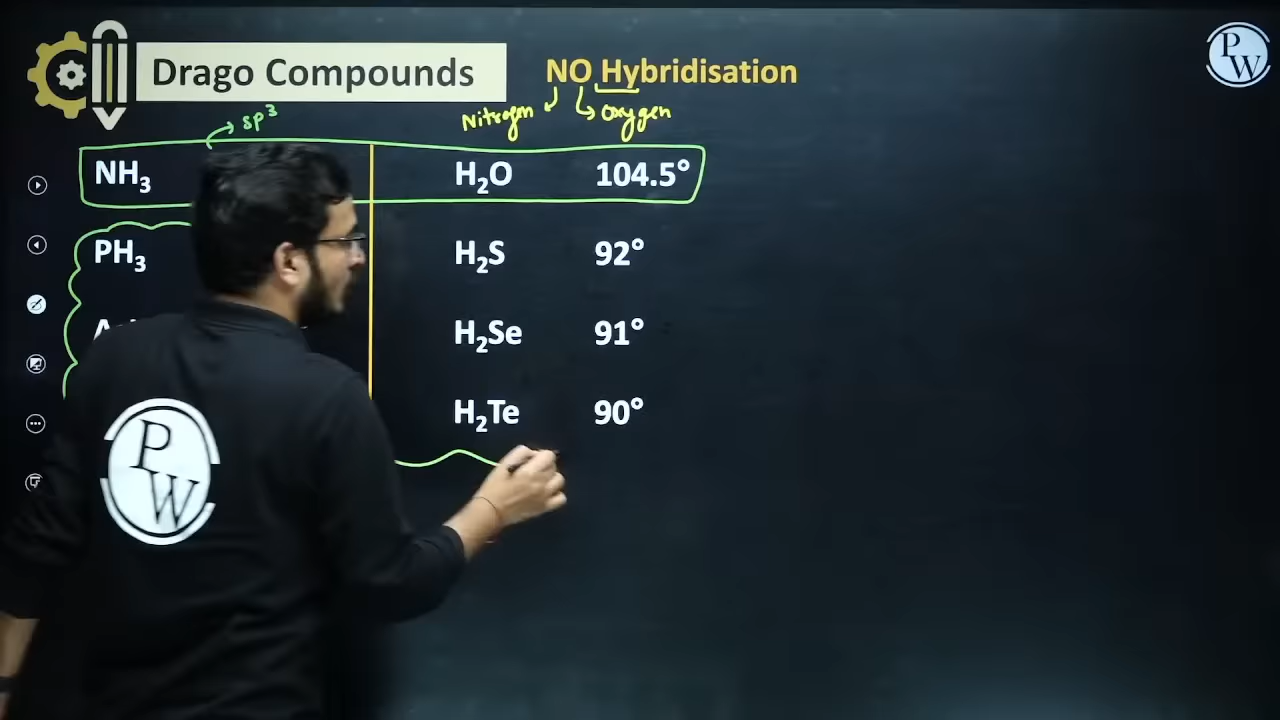 Drago Compounds
NO Hybridisation
Nitrogen
Oxygen
sp³
NH₃
H₂O 104.5°
PH₃
H₂S 92°
H₂Se 91°
H₂Te 90°
PW
PW